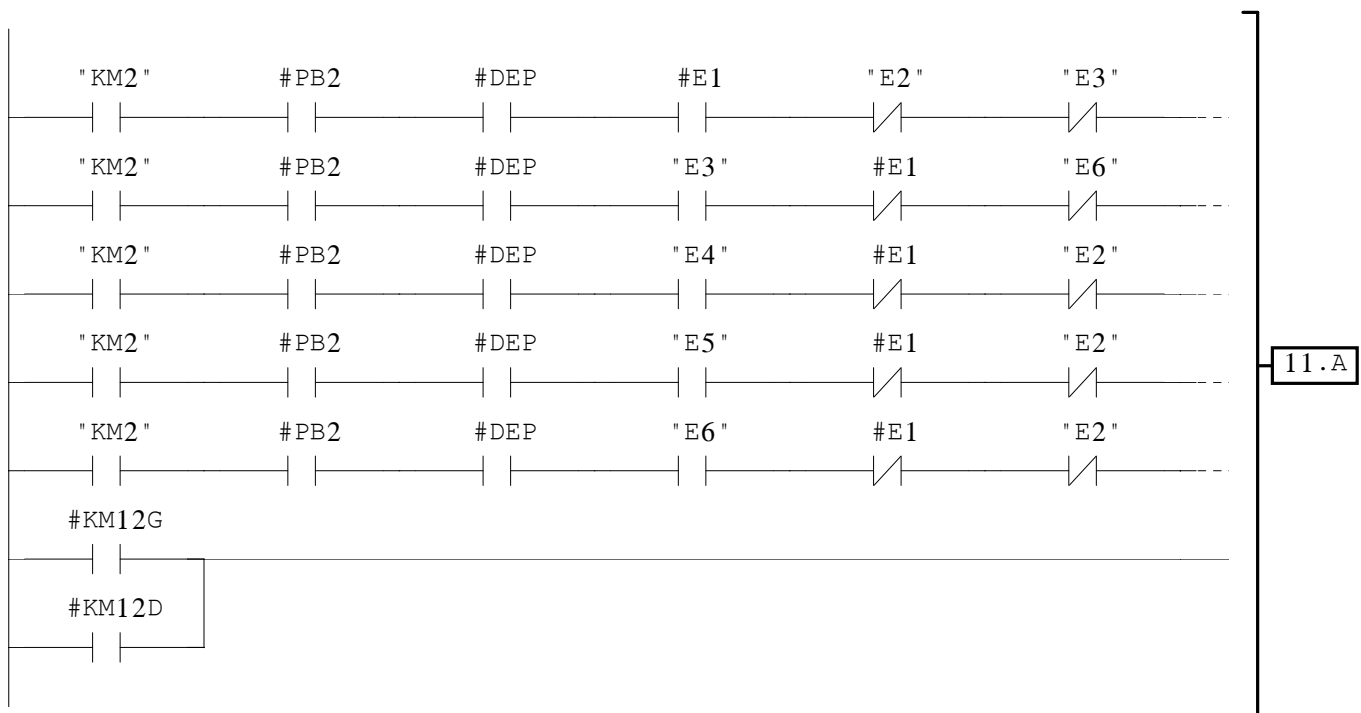 "KM2" #PB2 #DEP #E1 "E2" "E3"
"KM2" #PB2 #DEP "E3" #E1 "E6"
"KM2" #PB2 #DEP "E4" #E1 "E2"
"KM2" #PB2 #DEP "E5" #E1 "E2"
11.A
"KM2" #PB2 #DEP "E6" #E1 "E2"
#KM12G
#KM12D